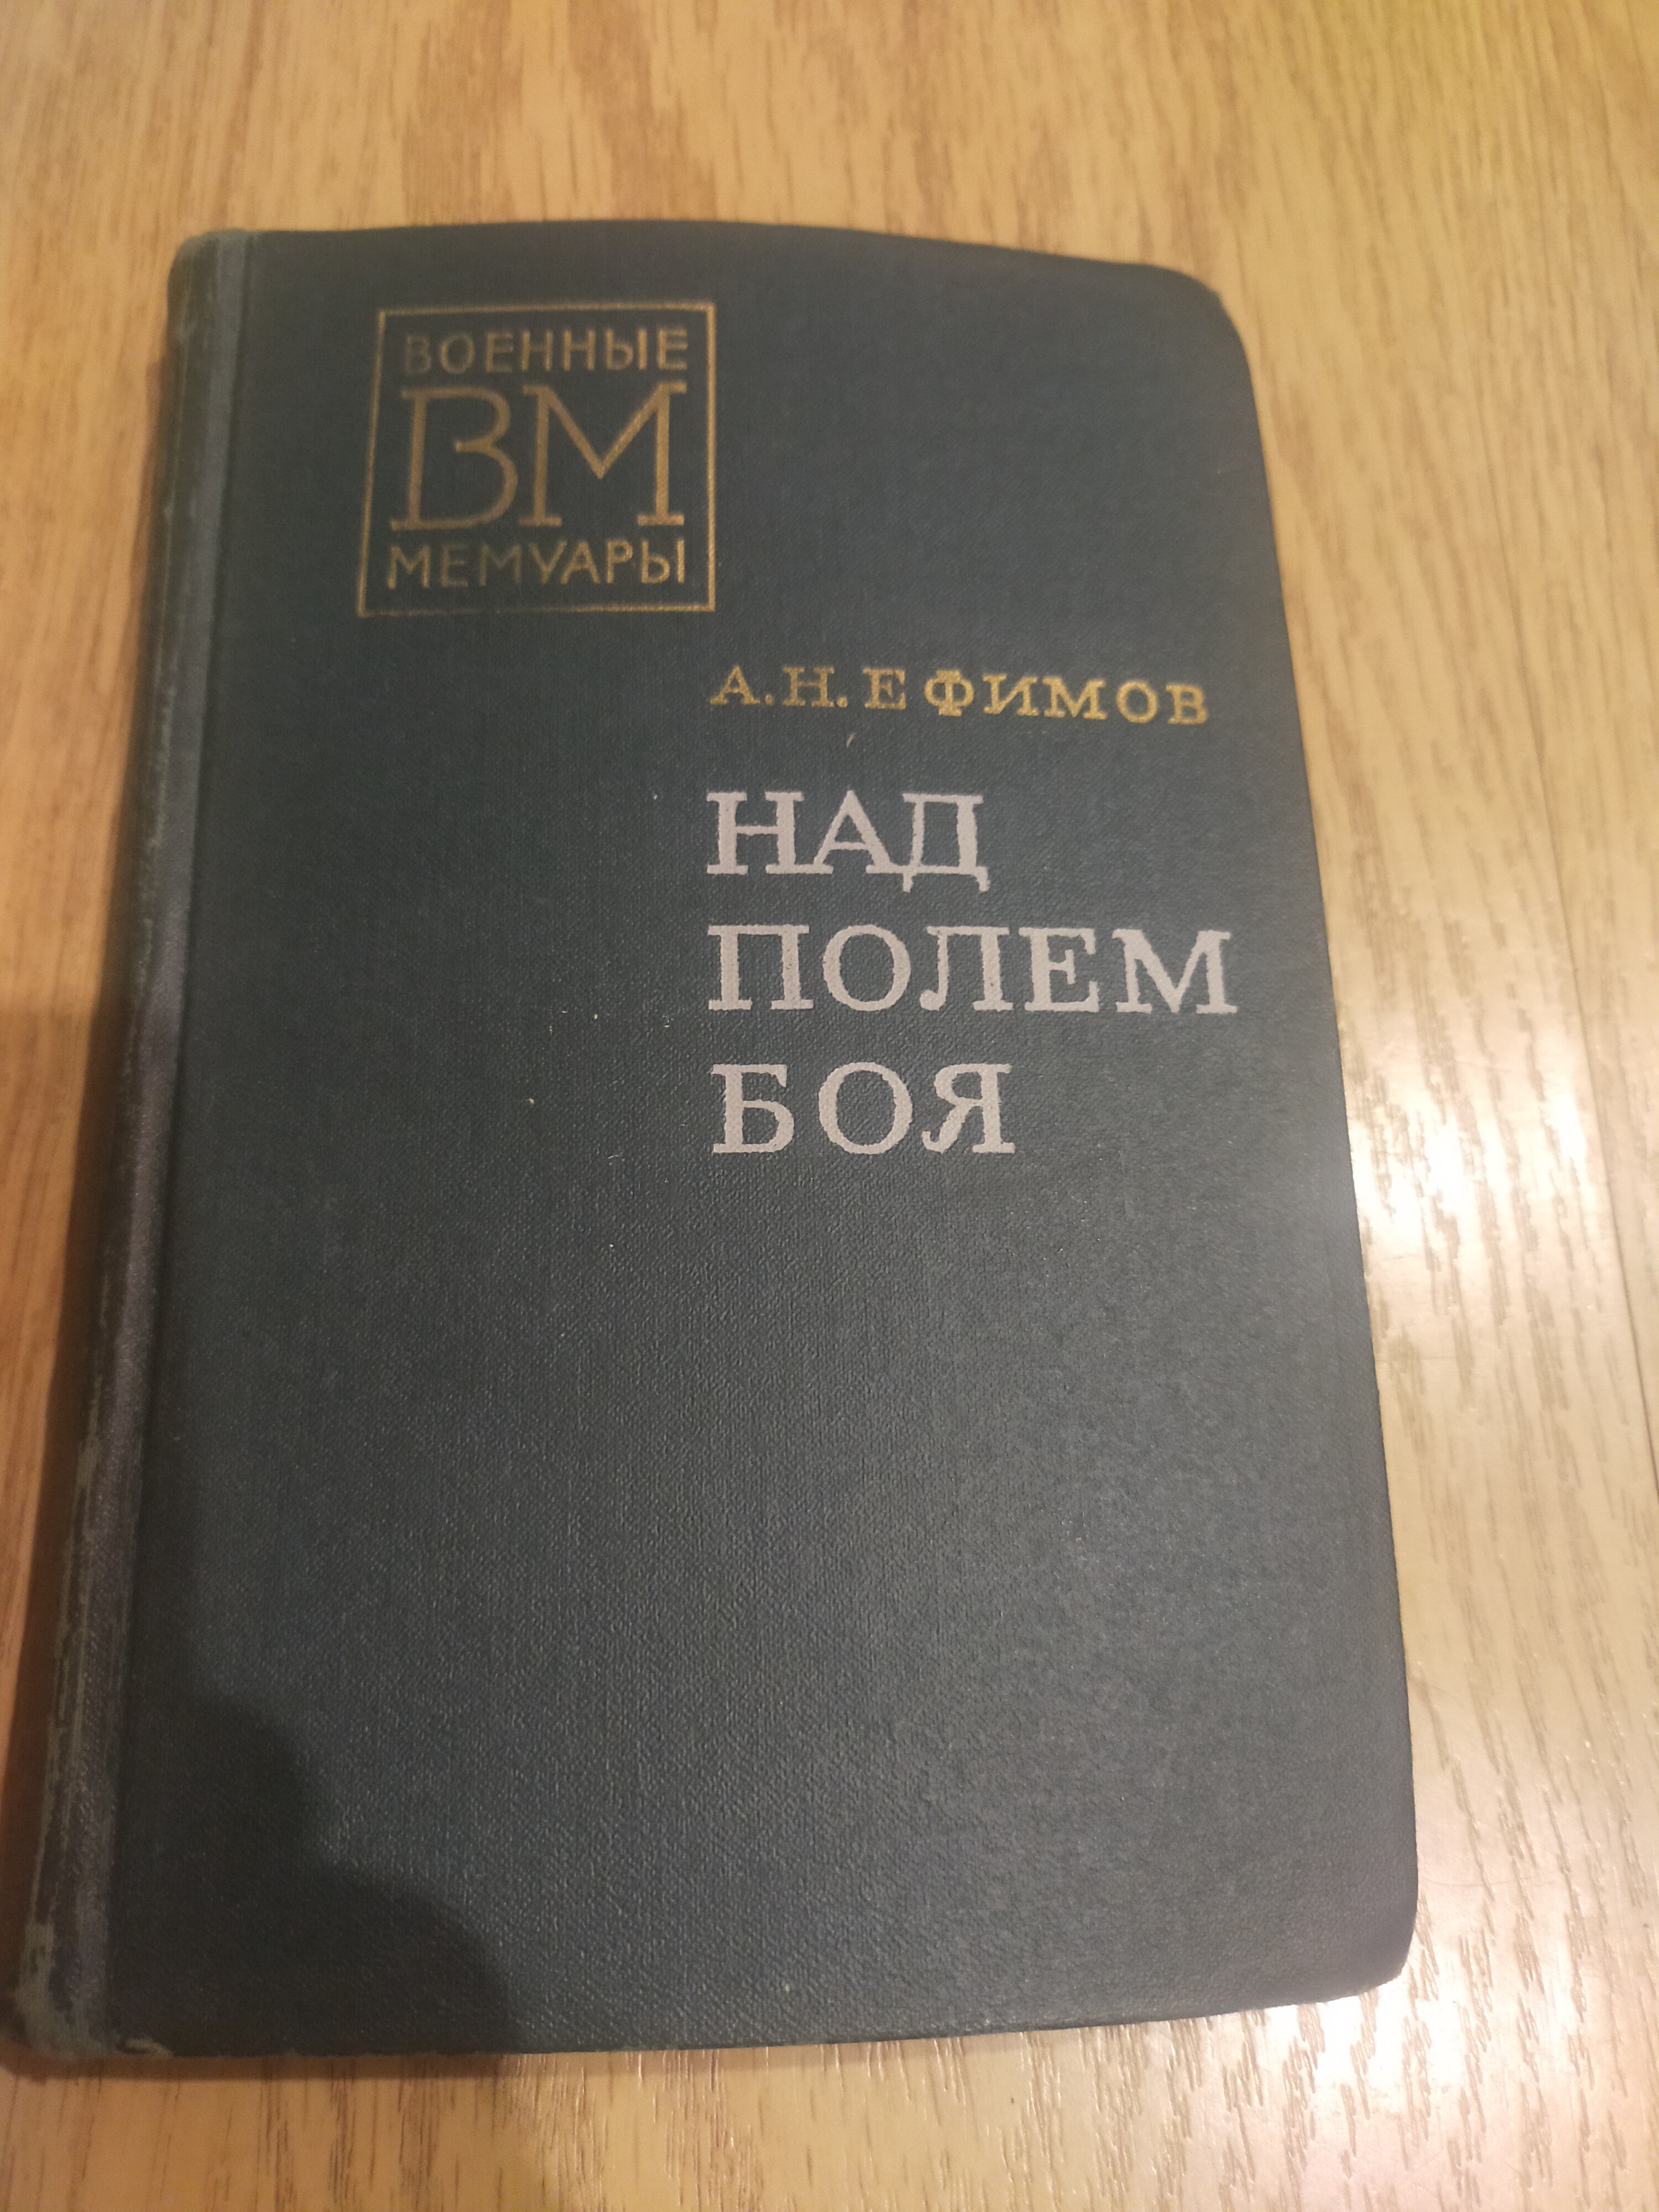 ВОЕННЫЕ
ВМ
МЕМУАРЫ
А.Н.ЕФИМОВ
НАД
ПОЛЕМ
БОЯ